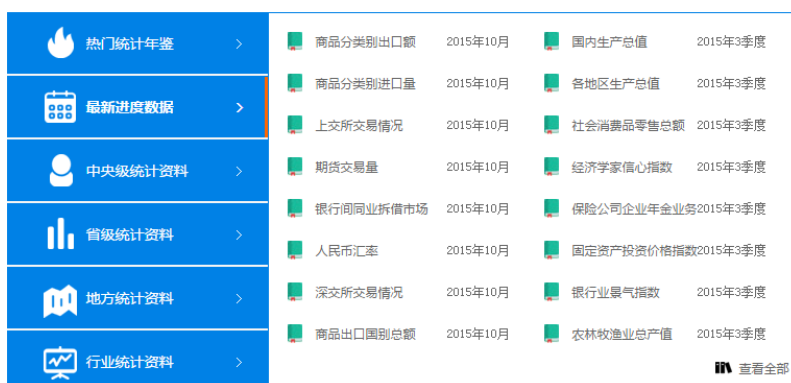 热门统计年鉴
最新进度数据
中央级统计资料
省级统计资料
地方统计资料
行业统计资料
商品分类别出口额 2015年10月
商品分类别进口量 2015年10月
上交所交易情况 2015年10月
期货交易量 2015年10月
银行间同业拆借市场 2015年10月
人民币汇率 2015年10月
深交所交易情况 2015年10月
商品出口国别总额 2015年10月
国内生产总值 2015年3季度
各地区生产总值 2015年3季度
社会消费品零售总额 2015年3季度
经济学家信心指数 2015年3季度
保险公司企业年金业务2015年3季度
固定资产投资价格指数2015年3季度
银行业景气指数 2015年3季度
农林牧渔业总产值 2015年3季度
查看全部